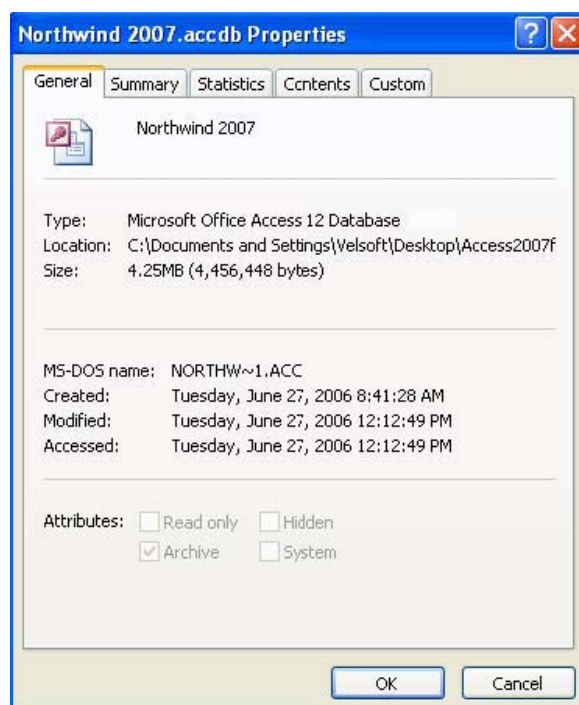 Northwind 2007.accdb Properties
General Summary Statistics Contents Custom
Northwind 2007
Type: Microsoft Office Access 12 Database
Location: C:\Documents and Settings\Velsoft\Desktop\Access2007f
Size: 4.25MB (4,456,448 bytes)
MS-DOS name: NORTHW~1.ACC
Created: Tuesday, June 27, 2006 8:41:28 AM
Modified: Tuesday, June 27, 2006 12:12:49 PM
Accessed: Tuesday, June 27, 2006 12:12:49 PM
Attributes: Read only Hidden
Archive System
OK Cancel